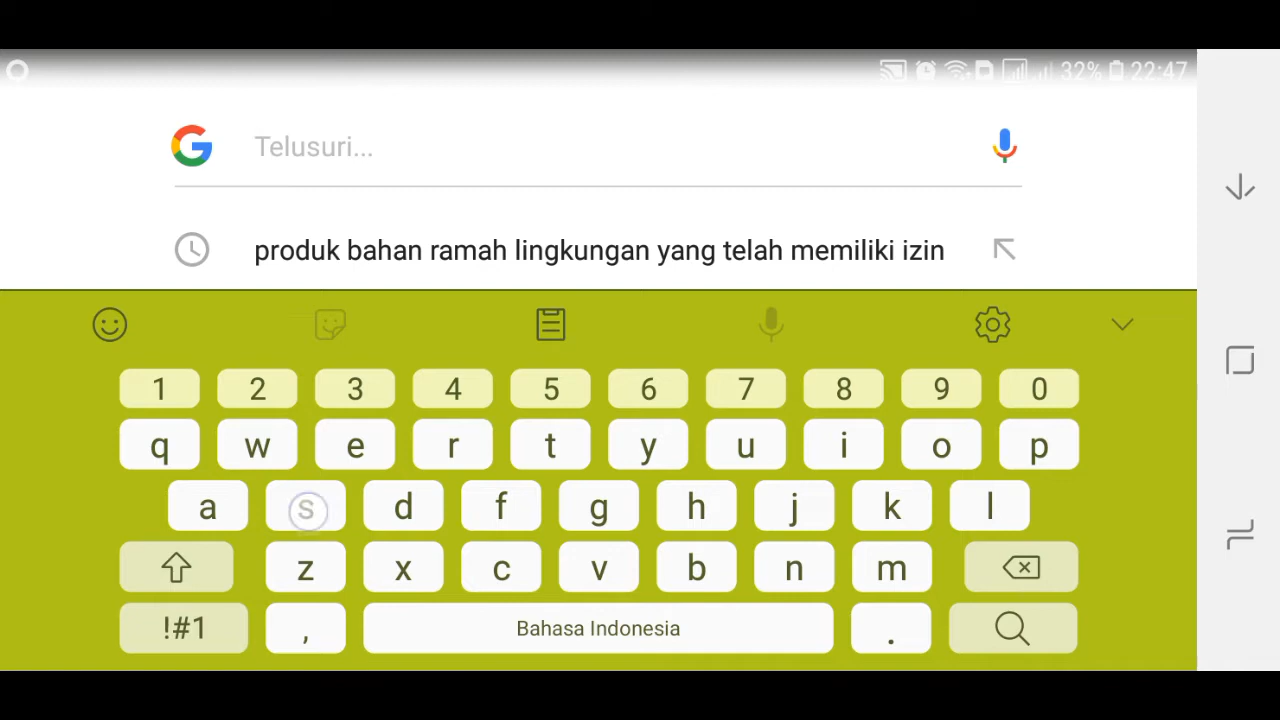 32% 22:47
Telusuri...
produk bahan ramah lingkungan yang telah memiliki izin
1 2 3 4 5 6 7 8 9 0
q w e r t y u i o p
a s d f g h j k l
z x c v b n m
!#1 , Bahasa Indonesia .